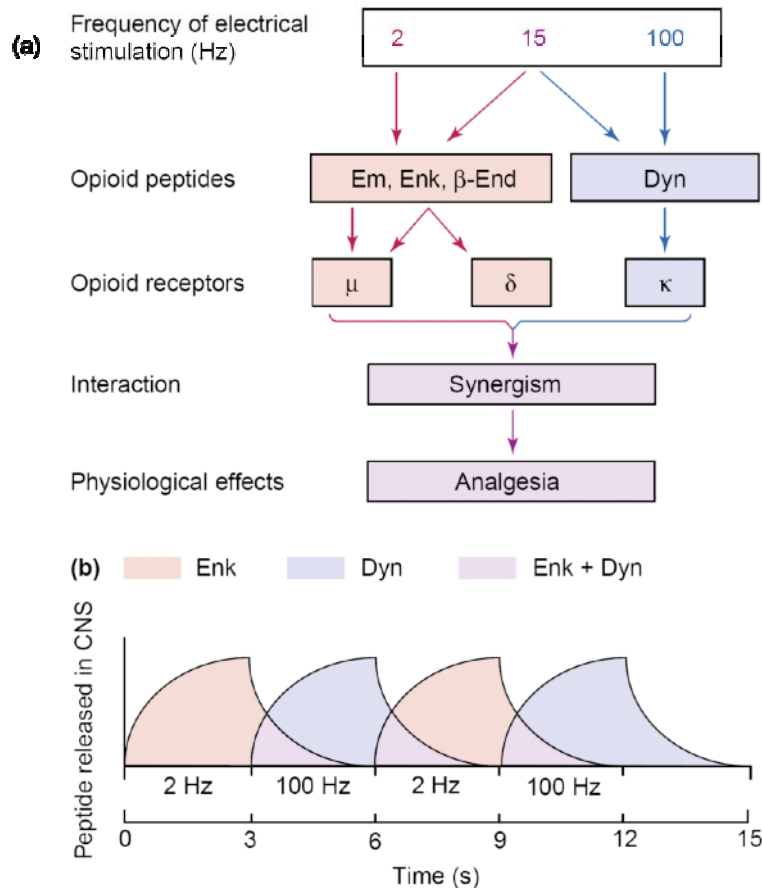 (a)
Frequency of electrical
stimulation (Hz)
2 15 100
Opioid peptides
Em, Enk, β-End
Dyn
Opioid receptors
μ
δ
κ
Interaction
Synergism
Physiological effects
Analgesia
(b)
Enk
Dyn
Enk + Dyn
Peptide released in CNS
2 Hz 100 Hz 2 Hz 100 Hz
0 3 6 9 12 15
Time (s)